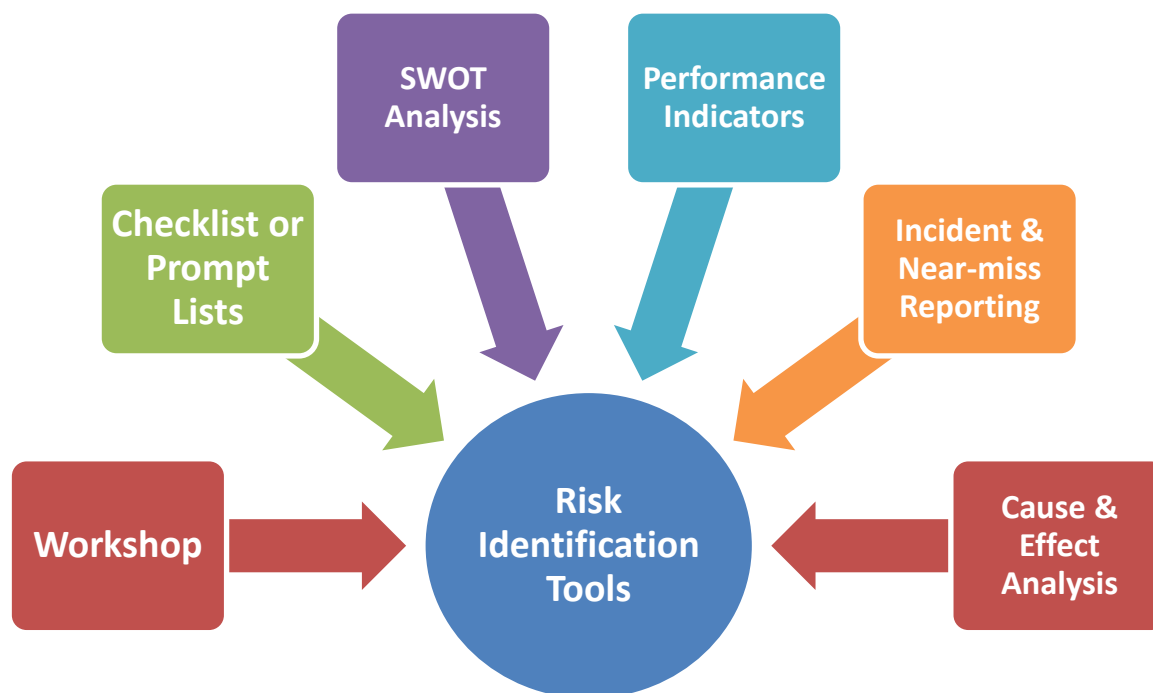 SWOT
Analysis
Performance
Indicators
Checklist or
Prompt
Lists
Incident &
Near-miss
Reporting
Workshop
Risk
Identification
Tools
Cause &
Effect
Analysis